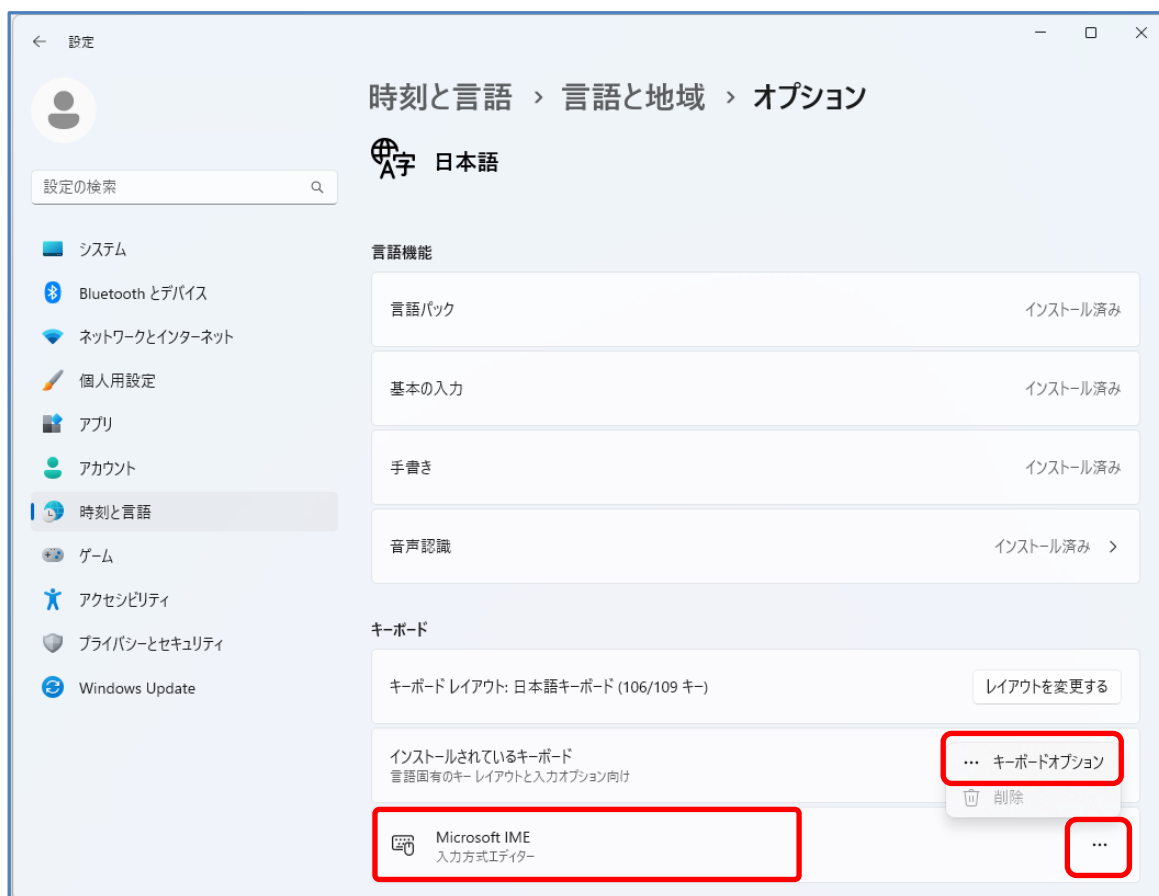 設定
時刻と言語 › 言語と地域 › オプション
日本語
設定の検索
システム
Bluetooth とデバイス
ネットワークとインターネット
個人用設定
アプリ
アカウント
時刻と言語
ゲーム
アクセシビリティ
プライバシーとセキュリティ
Windows Update
言語機能
言語パック インストール済み
基本の入力 インストール済み
手書き インストール済み
音声認識 インストール済み
キーボード
キーボード レイアウト: 日本語キーボード (106/109 キー) レイアウトを変更する
インストールされているキーボード
言語固有のキー レイアウトと入力オプション向け
… キーボードオプション
削除
Microsoft IME
入力方式エディター
…